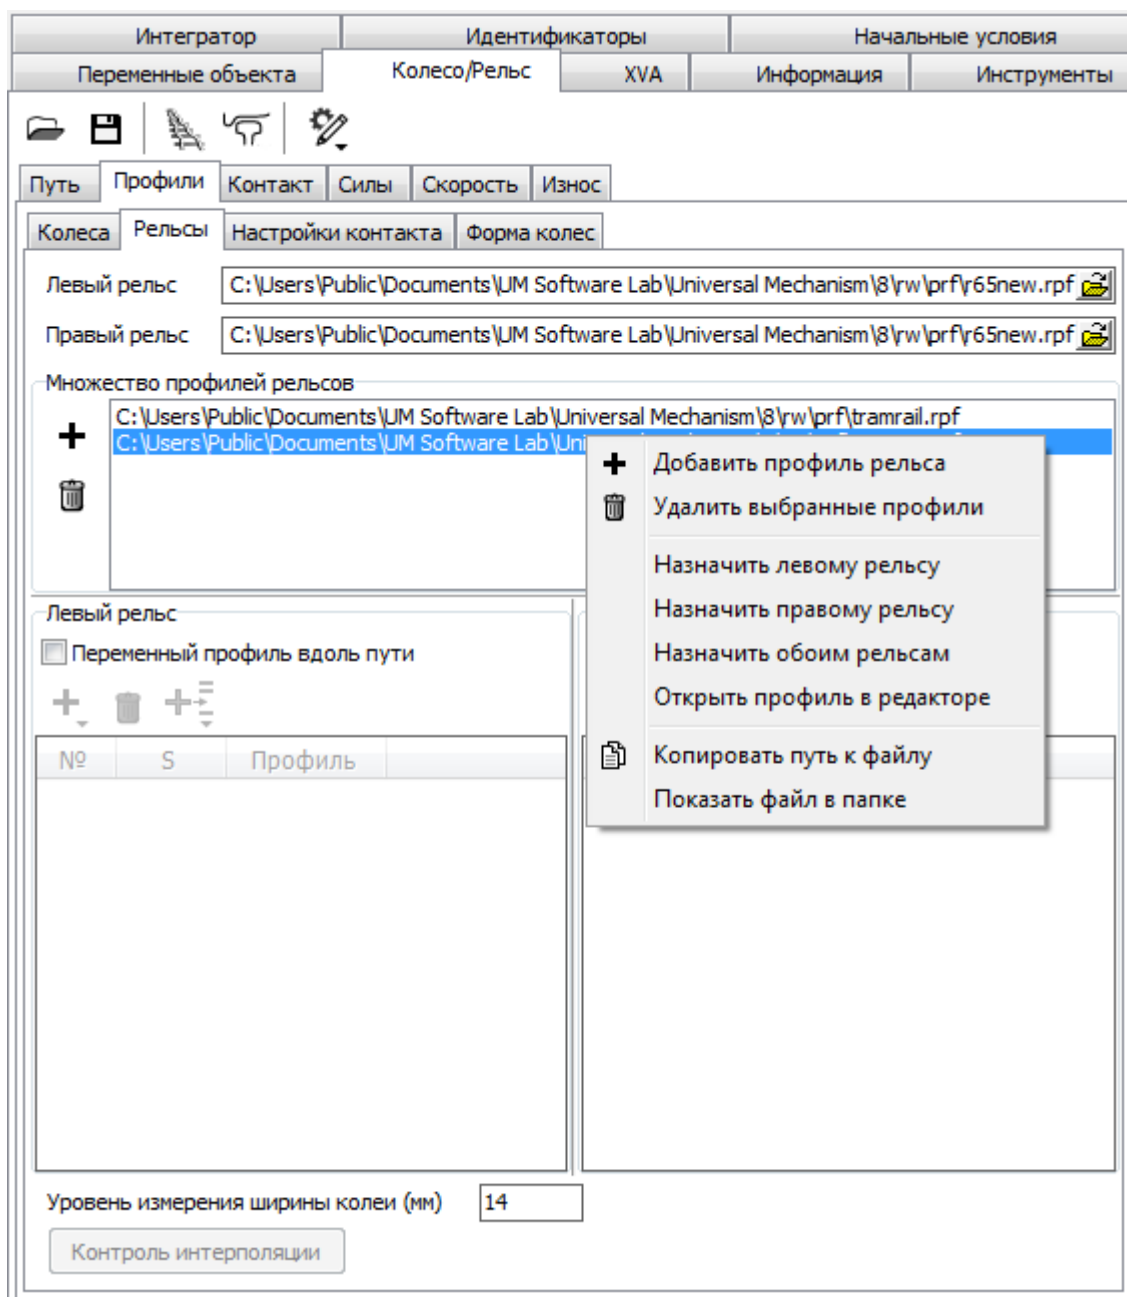 Интегратор Идентификаторы Начальные условия
Переменные объекта Колесо/Рельс XVA Информация Инструменты
Путь Профили Контакт Силы Скорость Износ
Колеса Рельсы Настройки контакта Форма колес
Левый рельс C:\Users\Public\Documents\UM Software Lab\Universal Mechanism\8\rw\prf\r65new.rpf
Правый рельс C:\Users\Public\Documents\UM Software Lab\Universal Mechanism\8\rw\prf\r65new.rpf
Множество профилей рельсов
C:\Users\Public\Documents\UM Software Lab\Universal Mechanism\8\rw\prf\tramrail.rpf
C:\Users\Public\Documents\UM Software Lab\Uni
Добавить профиль рельса
Удалить выбранные профили
Назначить левому рельсу
Назначить правому рельсу
Назначить обоим рельсам
Открыть профиль в редакторе
Копировать путь к файлу
Показать файл в папке
Левый рельс
Переменный профиль вдоль пути
№ S Профиль
Уровень измерения ширины колеи (мм) 14
Контроль интерполяции